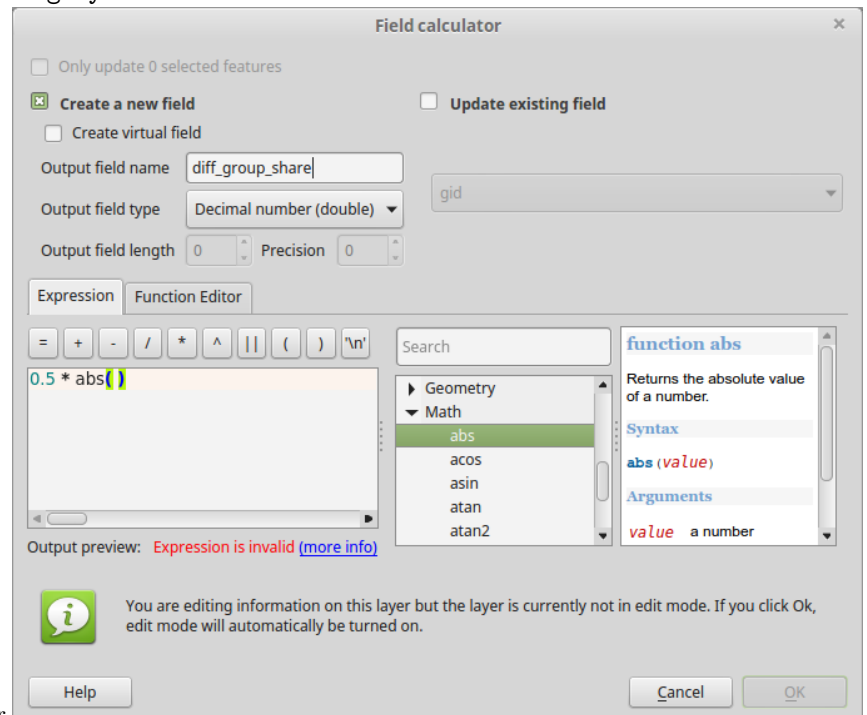 Field calculator
Only update 0 selected features
Create a new field
Update existing field
Create virtual field
Output field name diff_group_share
gid
Output field type Decimal number (double)
Output field length 0 Precision 0
Expression Function Editor
= + - / * ^ || ( ) '\n'
Search
0.5 * abs( )
Geometry
Math
abs
acos
asin
atan
atan2
function abs
Returns the absolute value
of a number.
Syntax
abs(value)
Arguments
value a number
Output preview: Expression is invalid (more info)
You are editing information on this layer but the layer is currently not in edit mode. If you click Ok,
edit mode will automatically be turned on.
Help Cancel OK